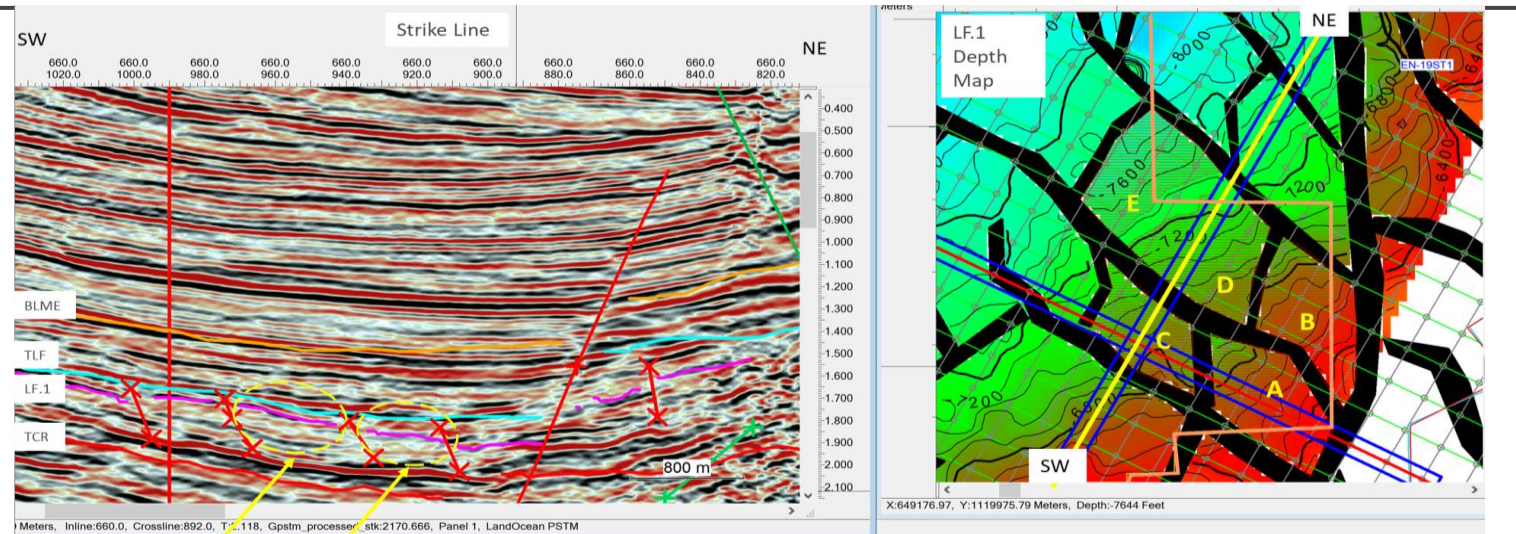 SW
Strike Line
NE
660.0 660.0 660.0 660.0 660.0 660.0 660.0 660.0 660.0 640.0 660.0
1020.0 1000.0 980.0 960.0 940.0 920.0 900.0 880.0 860.0 840.0 820.0
0.400
0.500
0.600
0.700
0.800
0.900
1.000
1.100
1.200
1.300
1.400
1.500
1.600
1.700
1.800
1.900
2.000
2.100
BLME
TLF
LF.1
TCR
800 m
Meters, Inline:660.0, Crossline:892.0, T:2.118, Gpstm_processed_stk:2170.666, Panel 1, LandOcean PSTM
LF.1
Depth
Map
NE
EN-19ST1
-8000
6800
-6400
-7600
7200
-7200
E
D
B
C
A
-7200
-6800
SW
X:649176.97, Y:1119975.79 Meters, Depth:-7644 Feet